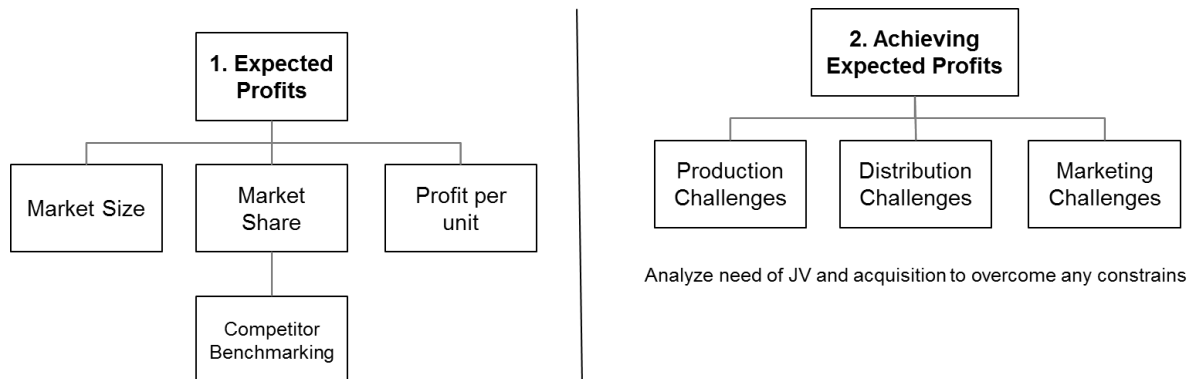 1. Expected
Profits
Market Size
Market
Share
Profit per
unit
Competitor
Benchmarking
2. Achieving
Expected Profits
Production
Challenges
Distribution
Challenges
Marketing
Challenges
Analyze need of JV and acquisition to overcome any constrains